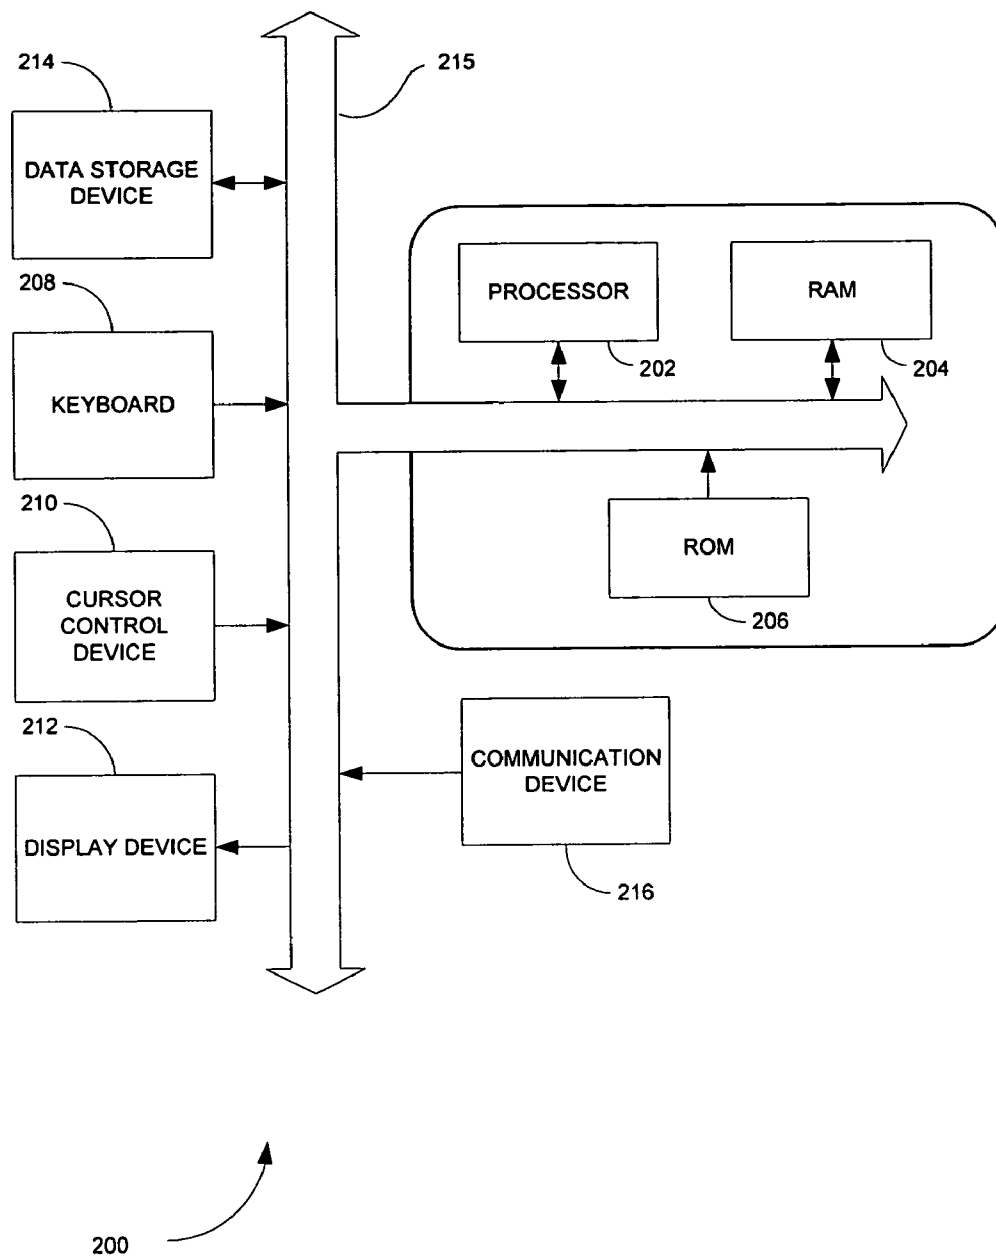 214
215
DATA STORAGE
DEVICE
208
PROCESSOR
RAM
202
204
KEYBOARD
210
ROM
CURSOR
CONTROL
DEVICE
206
212
COMMUNICATION
DEVICE
DISPLAY DEVICE
216
200